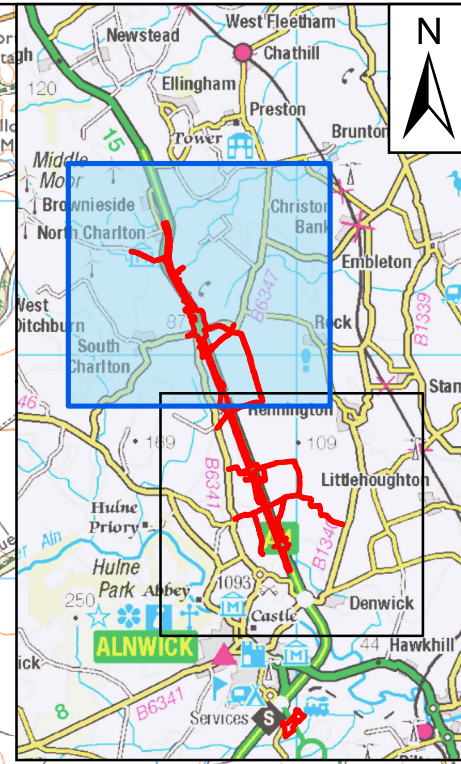 N
West Fleetham
Newstead
Chathill
120
Ellingham
Preston
15
Tower
Brunton
Middle
Moor
Brownieside
Christon
Bank
North Charlton
Embleton
B6347
B1339
West
Ditchburn
87
Rock
South
Charlton
Stan
46
Rennington
169
109
B6341
Littlehoughton
Hulne
Priory
B1340
Hulne
Park
Abbey
1093
250
M
Castle
Denwick
ALNWICK
44
Hawkhill
M
ick
B6341
8
Services
S